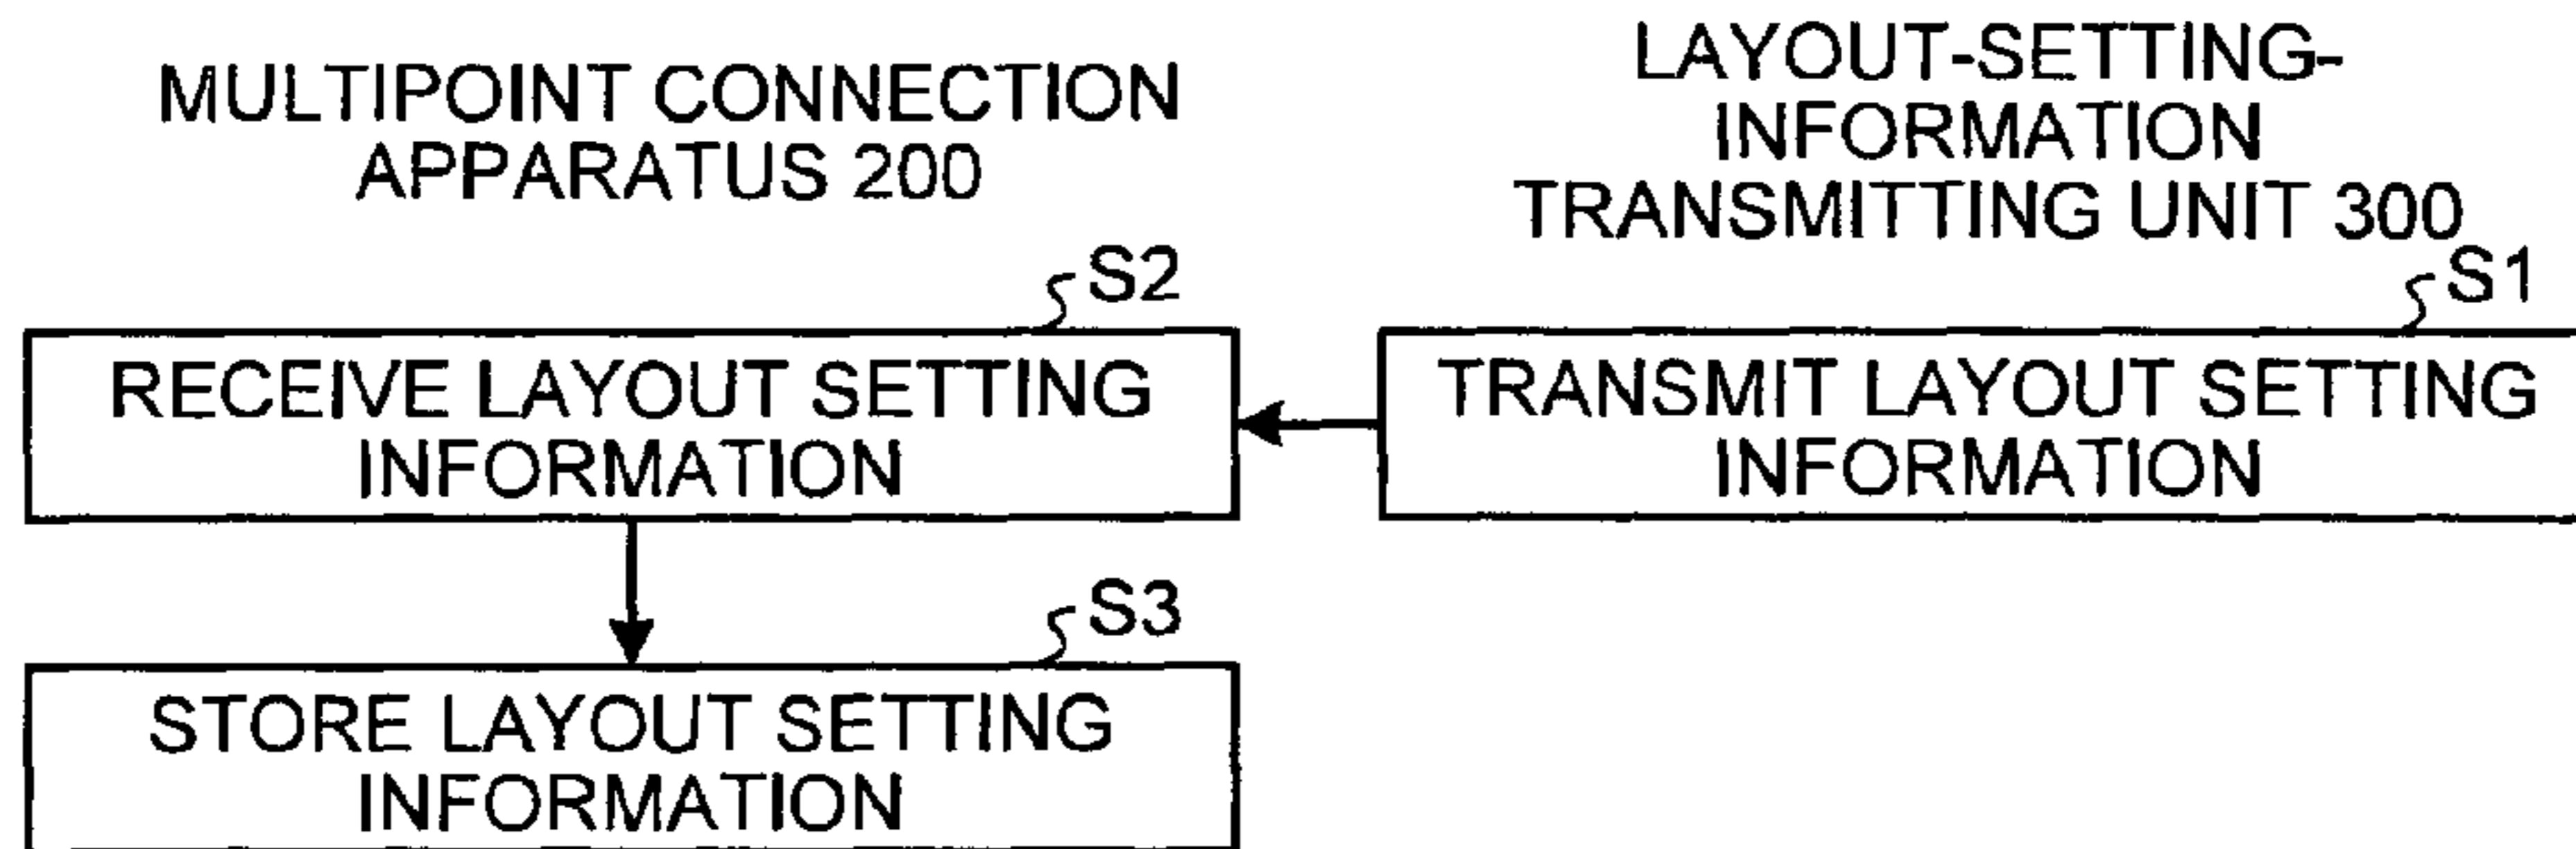 MULTIPOINT CONNECTION
APPARATUS 200
LAYOUT-SETTING-
INFORMATION
TRANSMITTING UNIT 300
S2
S1
RECEIVE LAYOUT SETTING
INFORMATION
TRANSMIT LAYOUT SETTING
INFORMATION
S3
STORE LAYOUT SETTING
INFORMATION